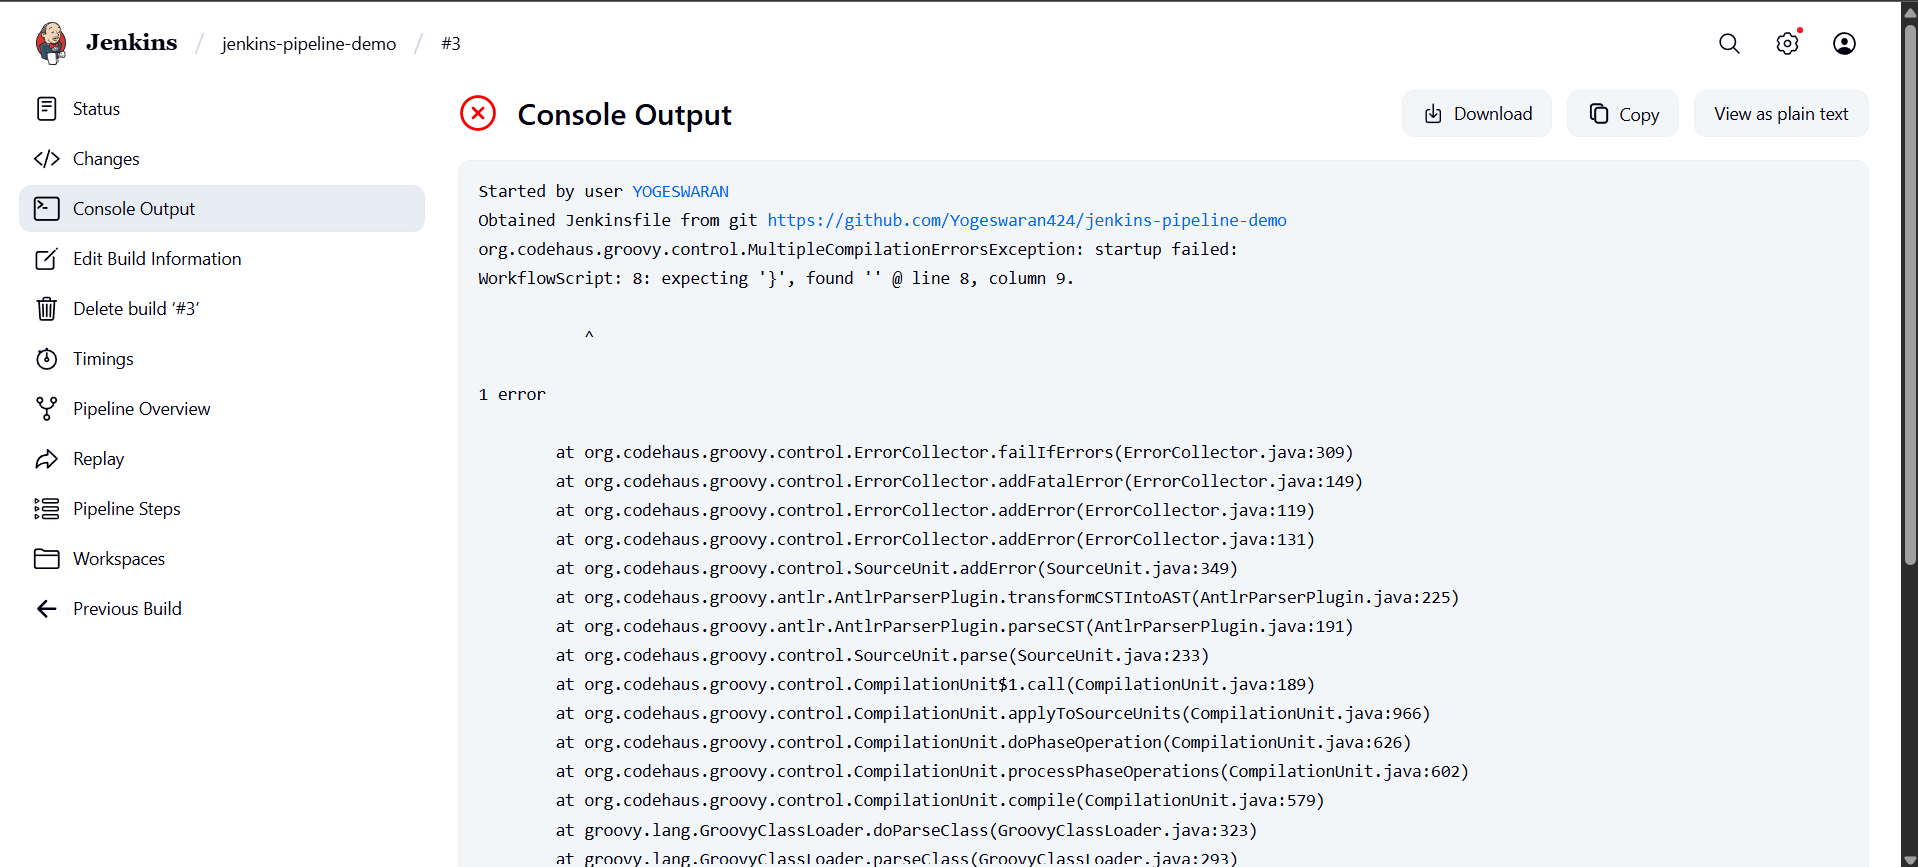 Jenkins / jenkins-pipeline-demo / #3
Status
Changes
Console Output
Edit Build Information
Delete build ‘#3’
Timings
Pipeline Overview
Replay
Pipeline Steps
Workspaces
Previous Build
Console Output
Download
Copy
View as plain text
Started by user YOGESWARAN
Obtained Jenkinsfile from git https://github.com/Yogeswaran424/jenkins-pipeline-demo
org.codehaus.groovy.control.MultipleCompilationErrorsException: startup failed:
WorkflowScript: 8: expecting '}', found '' @ line 8, column 9.
^
1 error
at org.codehaus.groovy.control.ErrorCollector.failIfErrors(ErrorCollector.java:309)
at org.codehaus.groovy.control.ErrorCollector.addFatalError(ErrorCollector.java:149)
at org.codehaus.groovy.control.ErrorCollector.addError(ErrorCollector.java:119)
at org.codehaus.groovy.control.ErrorCollector.addError(ErrorCollector.java:131)
at org.codehaus.groovy.control.SourceUnit.addError(SourceUnit.java:349)
at org.codehaus.groovy.antlr.AntlrParserPlugin.transformCSTIntoAST(AntlrParserPlugin.java:225)
at org.codehaus.groovy.antlr.AntlrParserPlugin.parseCST(AntlrParserPlugin.java:191)
at org.codehaus.groovy.control.SourceUnit.parse(SourceUnit.java:233)
at org.codehaus.groovy.control.CompilationUnit$1.call(CompilationUnit.java:189)
at org.codehaus.groovy.control.CompilationUnit.applyToSourceUnits(CompilationUnit.java:966)
at org.codehaus.groovy.control.CompilationUnit.doPhaseOperation(CompilationUnit.java:626)
at org.codehaus.groovy.control.CompilationUnit.processPhaseOperations(CompilationUnit.java:602)
at org.codehaus.groovy.control.CompilationUnit.compile(CompilationUnit.java:579)
at groovy.lang.GroovyClassLoader.doParseClass(GroovyClassLoader.java:323)
at groovy.lang.GroovyClassLoader.parseClass(GroovyClassLoader.java:293)